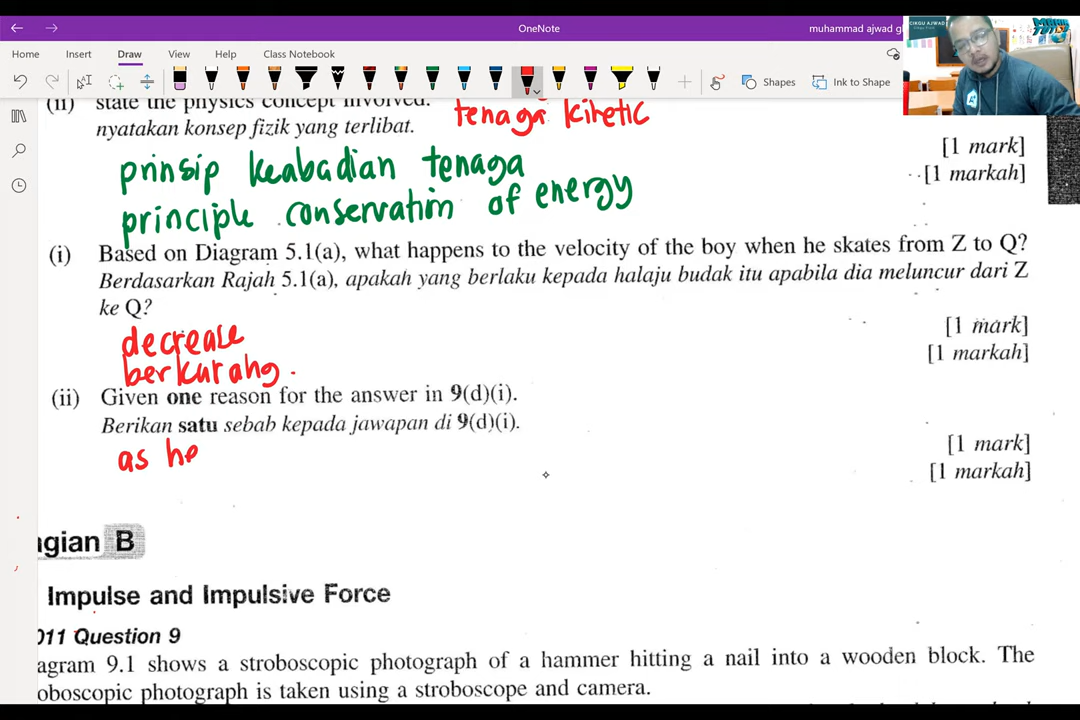 OneNote
muhammad ajwad
CIKGU AJWAD
Home Insert Draw View Help Class Notebook
Shapes Ink to Shape
(ii) state the physics concept involved. tenaga kinetic
nyatakan konsep fizik yang terlibat.
[1 mark]
[1 markah]
prinsip keabadian tenaga
principle conservation of energy
(i) Based on Diagram 5.1(a), what happens to the velocity of the boy when he skates from Z to Q?
Berdasarkan Rajah 5.1(a), apakah yang berlaku kepada halaju budak itu apabila dia meluncur dari Z
ke Q?
[1 mark]
[1 markah]
decrease
berkurang.
(ii) Given one reason for the answer in 9(d)(i).
Berikan satu sebab kepada jawapan di 9(d)(i).
[1 mark]
[1 markah]
as he
agian B
Impulse and Impulsive Force
011 Question 9
agram 9.1 shows a stroboscopic photograph of a hammer hitting a nail into a wooden block. The
oboscopic photograph is taken using a stroboscope and camera.